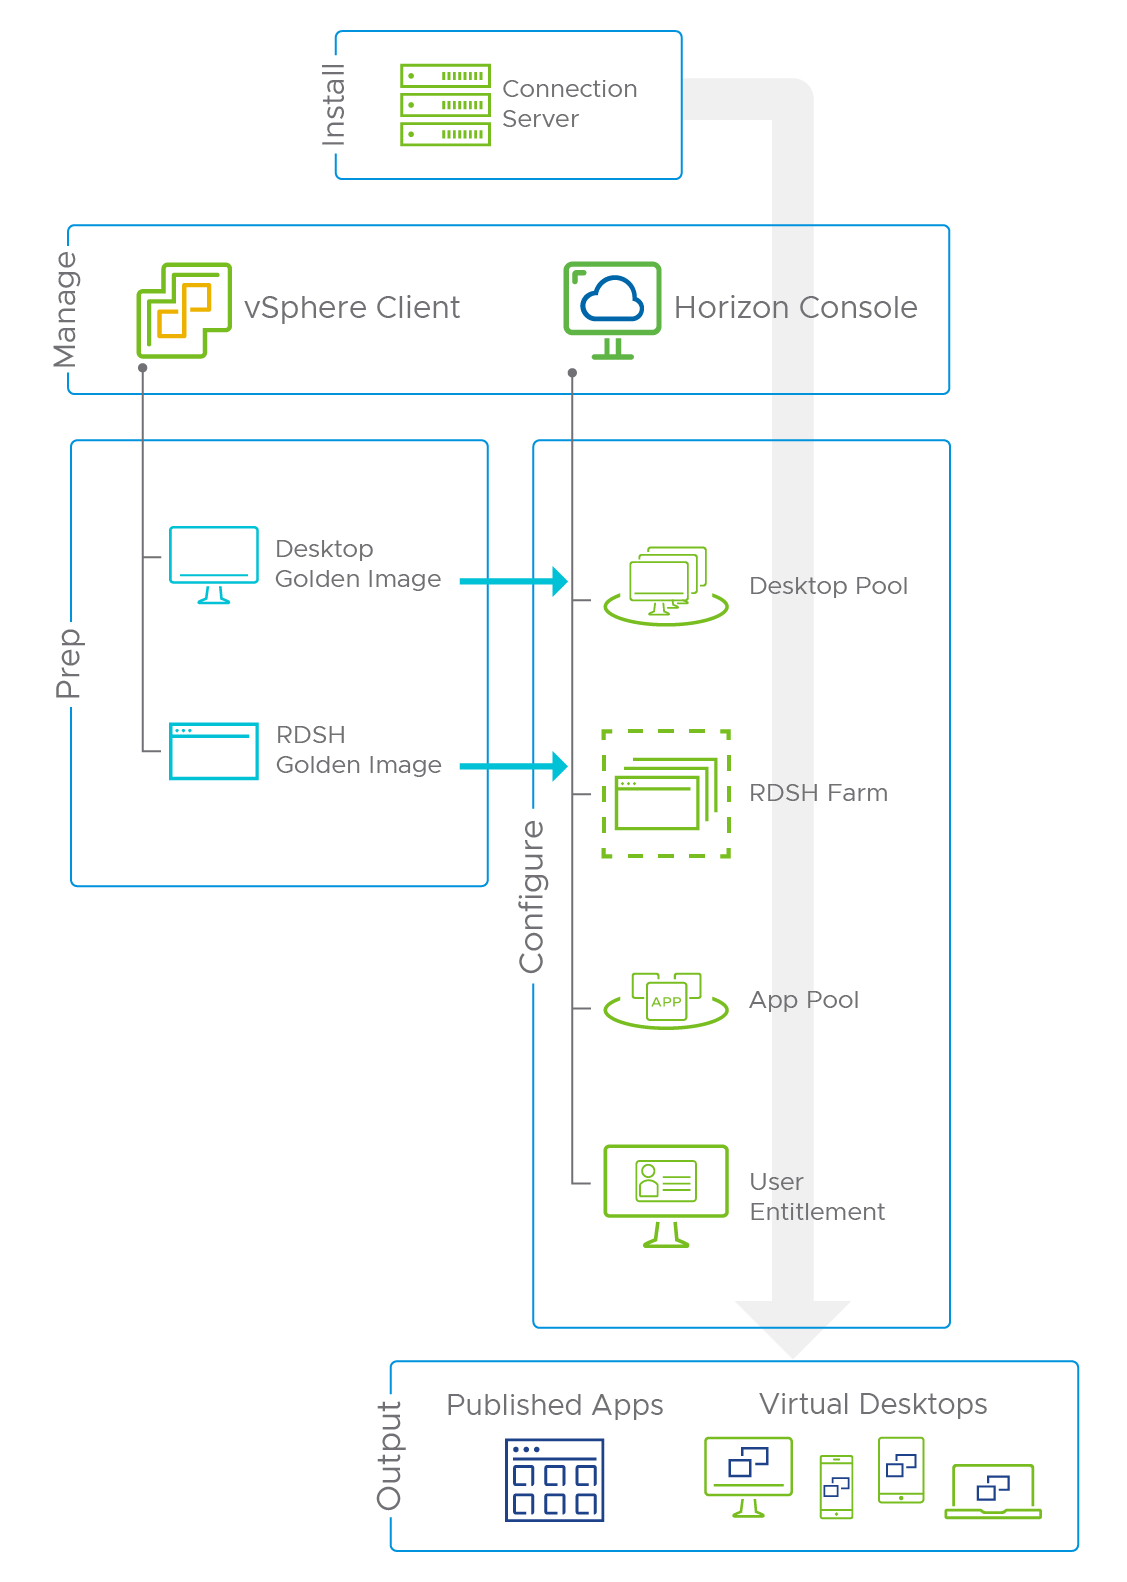 Install
Connection
Server
Manage
vSphere Client
Horizon Console
Prep
Desktop
Golden Image
RDSH
Golden Image
Configure
Desktop Pool
RDSH Farm
APP
App Pool
User
Entitlement
Output
Published Apps
Virtual Desktops